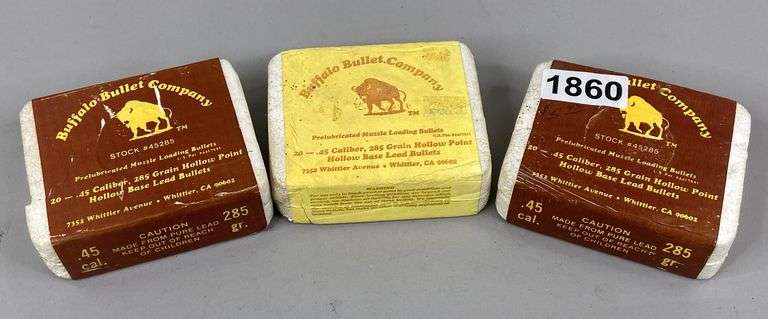 Buffalo Bullet Company
TM
STOCK #45285
Prelubricated Muzzle Loading Bullets
20 — .45 Caliber, 285 Grain Hollow Point
Hollow Base Lead Bullets
7352 Whittier Avenue • Whittier, CA 90602
.45 cal.
CAUTION
MADE FROM PURE LEAD
KEEP OUT OF REACH
OF CHILDREN
285 gr.
Buffalo Bullet Company
TM
Prelubricated Muzzle Loading Bullets
20 — .45 Caliber, 285 Grain Hollow Point
Hollow Base Lead Bullets
7352 Whittier Avenue • Whittier, CA 90602
WARNING
1860
Bullet Company
TM
STOCK #45285
Prelubricated Muzzle Loading Bullets
20 — .45 Caliber, 285 Grain Hollow Point
Hollow Base Lead Bullets
7352 Whittier Avenue • Whittier, CA 90602
.45 cal.
CAUTION
MADE FROM PURE LEAD
KEEP OUT OF REACH
OF CHILDREN
285 gr.